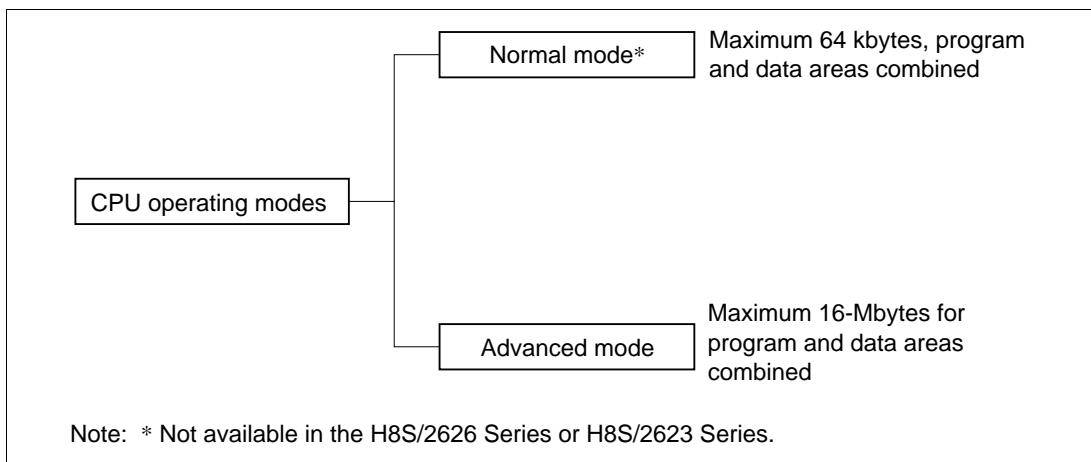 Normal mode*
Maximum 64 kbytes, program
and data areas combined
CPU operating modes
Advanced mode
Maximum 16-Mbytes for
program and data areas
combined
Note: * Not available in the H8S/2626 Series or H8S/2623 Series.